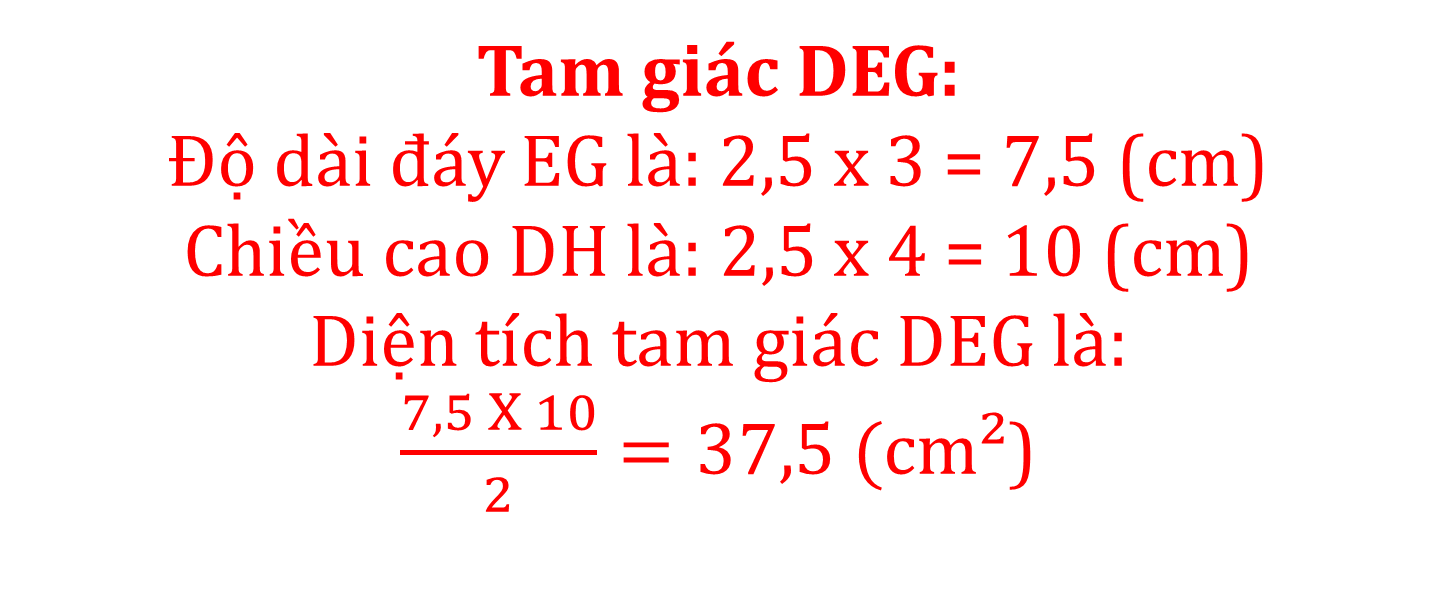 Tam giác DEG:
Độ dài đáy EG là: 2,5 x 3 = 7,5 (cm)
Chiều cao DH là: 2,5 x 4 = 10 (cm)
Diện tích tam giác DEG là:
\frac{7,5 X 10}{2} = 37,5 (cm²)